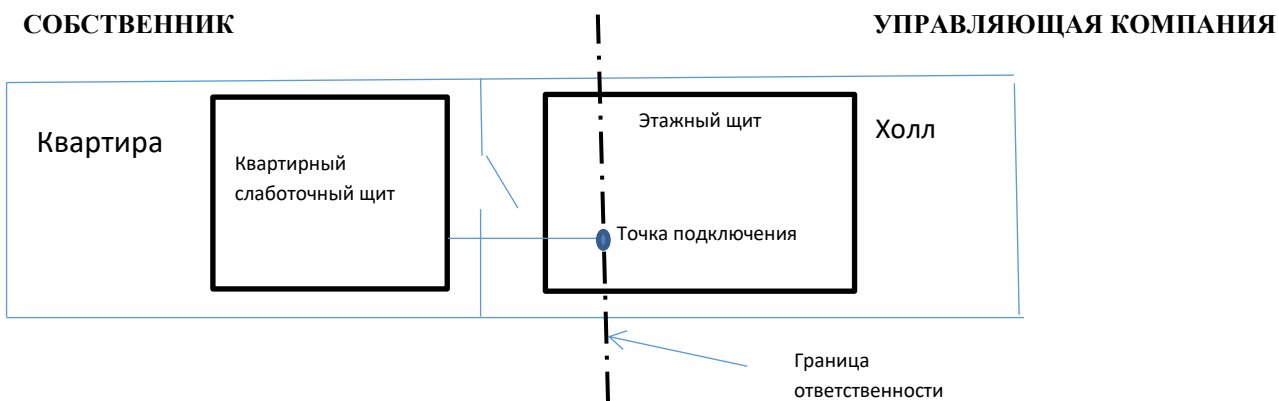 СОБСТВЕННИК
УПРАВЛЯЮЩАЯ КОМПАНИЯ
Квартира
Квартирный
слаботочный щит
Этажный щит
Холл
Точка подключения
Граница
ответственности